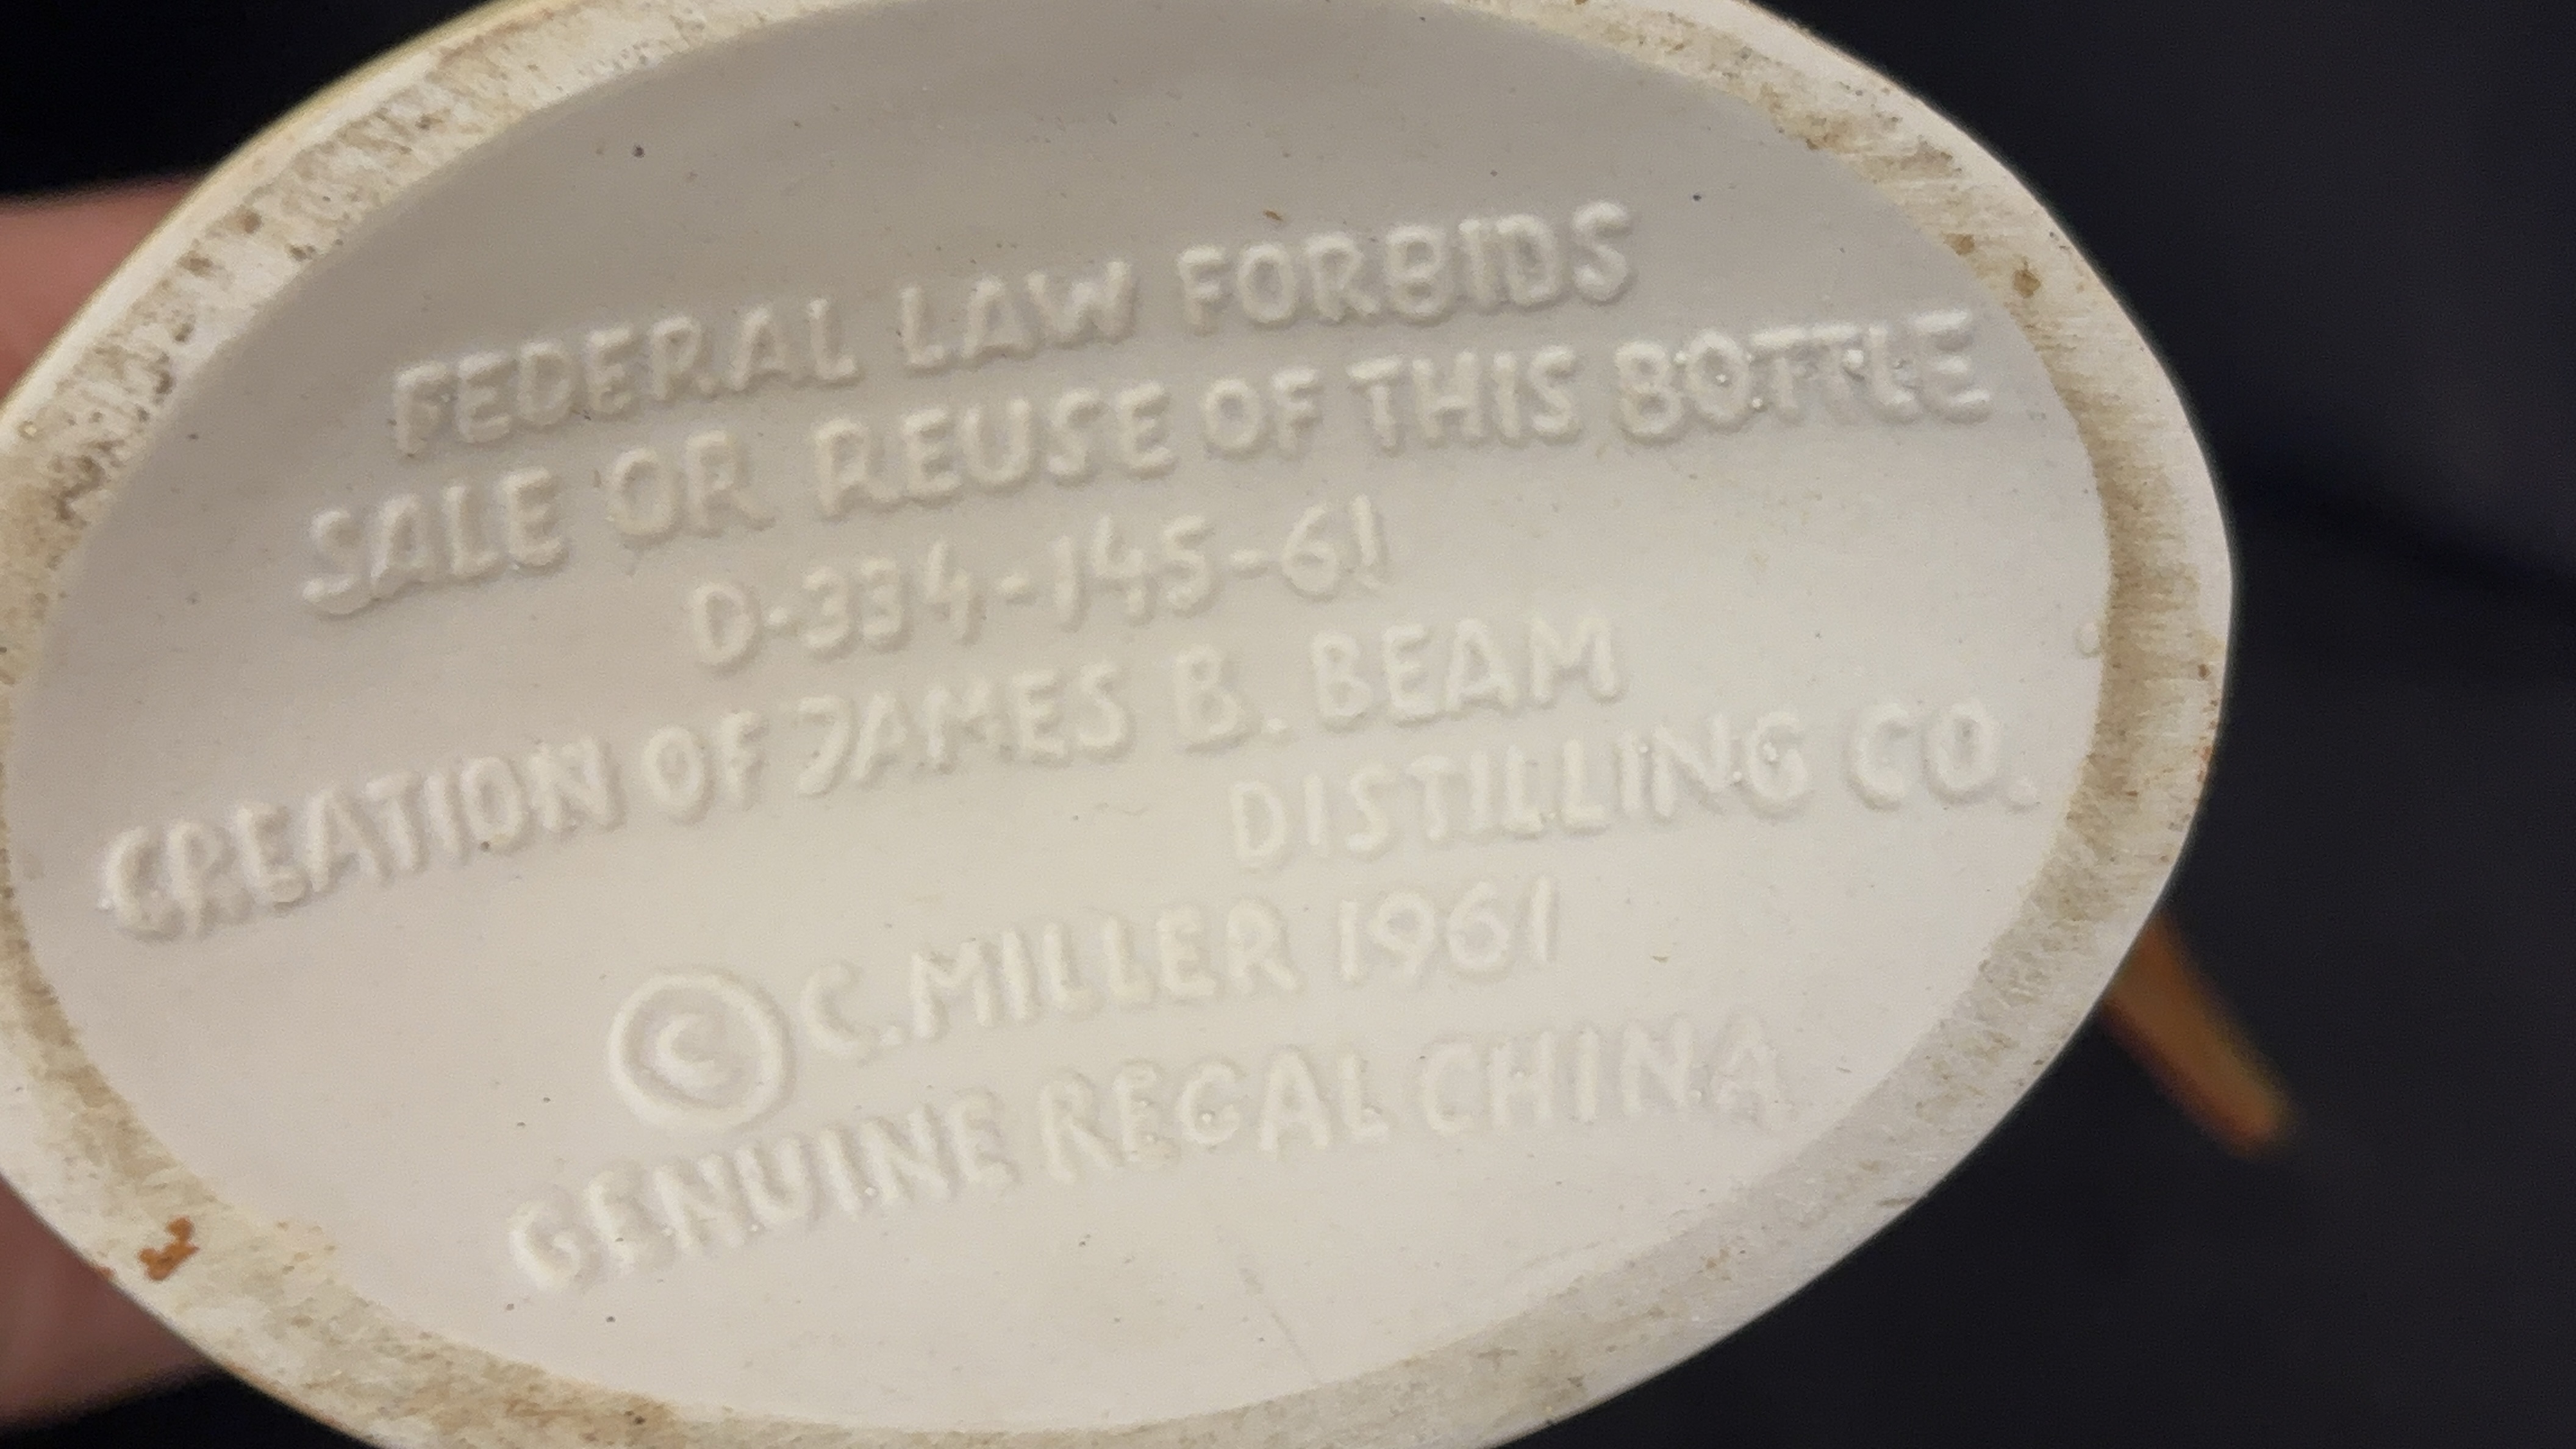 FEDERAL LAW FORBIDS
SALE OR REUSE OF THIS BOTTLE
D-334-145-61
CREATION OF JAMES B. BEAM
DISTILLING CO.
© C. MILLER 1961
GENUINE REGAL CHINA